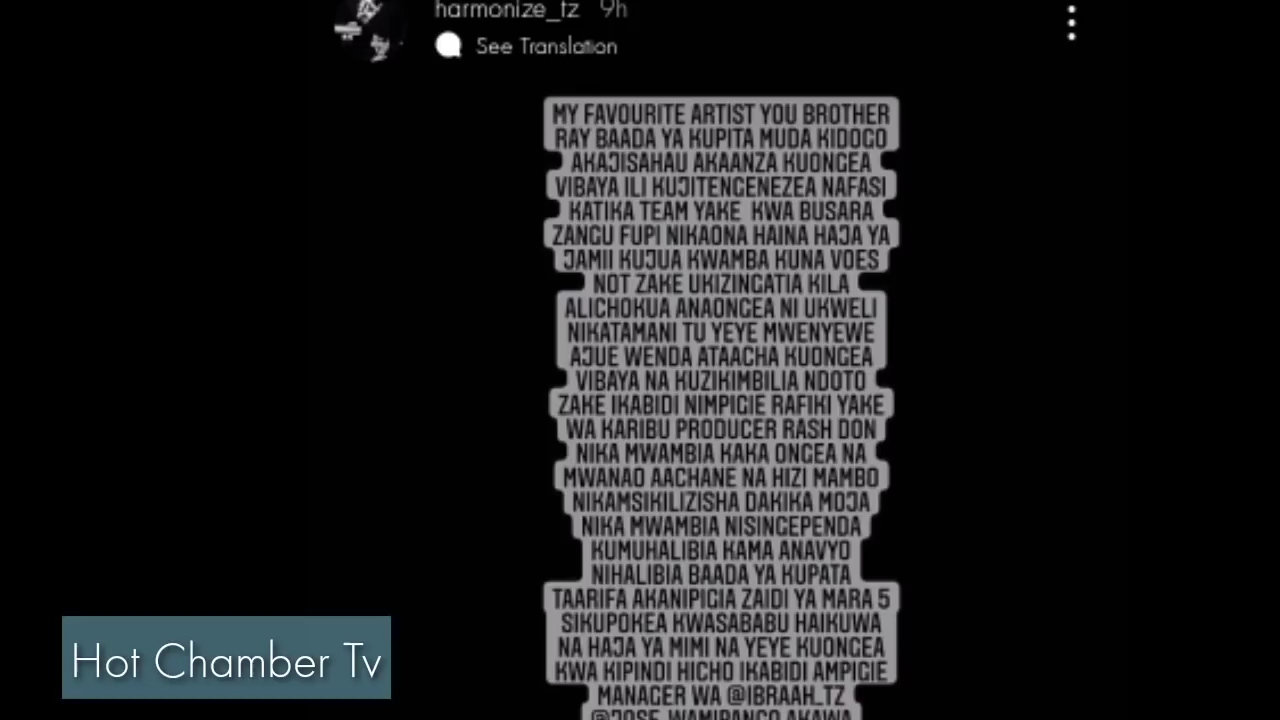 harmonize_tz 9h
See Translation
MY FAVOURITE ARTIST YOU BROTHER
RAY BAADA YA KUPITA MUDA KIDOGO
AKAJISAHAU AKAANZA KUONGEA
VIBAYA ILI KUJITENGENEZEA NAFASI
KATIKA TEAM YAKE KWA BUSARA
ZANGU FUPI NIKAONA HAINA HAJA YA
JAMII KUJUA KWAMBA KUNA VOES
NOT ZAKE UKIZINGATIA KILA
ALICHOKUA ANAONGEA NI UKWELI
NIKATAMANI TU YEYE MWENYEWE
AJUE WENDA ATAACHA KUONGEA
VIBAYA NA KUZIKIMBILIA NDOTO
ZAKE IKABIDI NIMPIGIE RAFIKI YAKE
WA KARIBU PRODUCER RASH DON
NIKA MWAMBIA KAKA ONGEA NA
MWANAO AACHANE NA HIZI MAMBO
NIKAMSIKILIZISHA DAKIKA MOJA
NIKA MWAMBIA NISINGEPENDA
KUMUHALIBIA KAMA ANAVYO
NIHALIBIA BAADA YA KUPATA
TAARIFA AKANIPIGIA ZAIDI YA MARA 5
SIKUPOKEA KWASABABU HAIKUWA
NA HAJA YA MIMI NA YEYE KUONGEA
KWA KIPINDI HICHO IKABIDI AMPIGIE
MANAGER WA @IBRAAH_TZ
@JOSE_WAMIPANGO AKAWA
Hot Chamber Tv